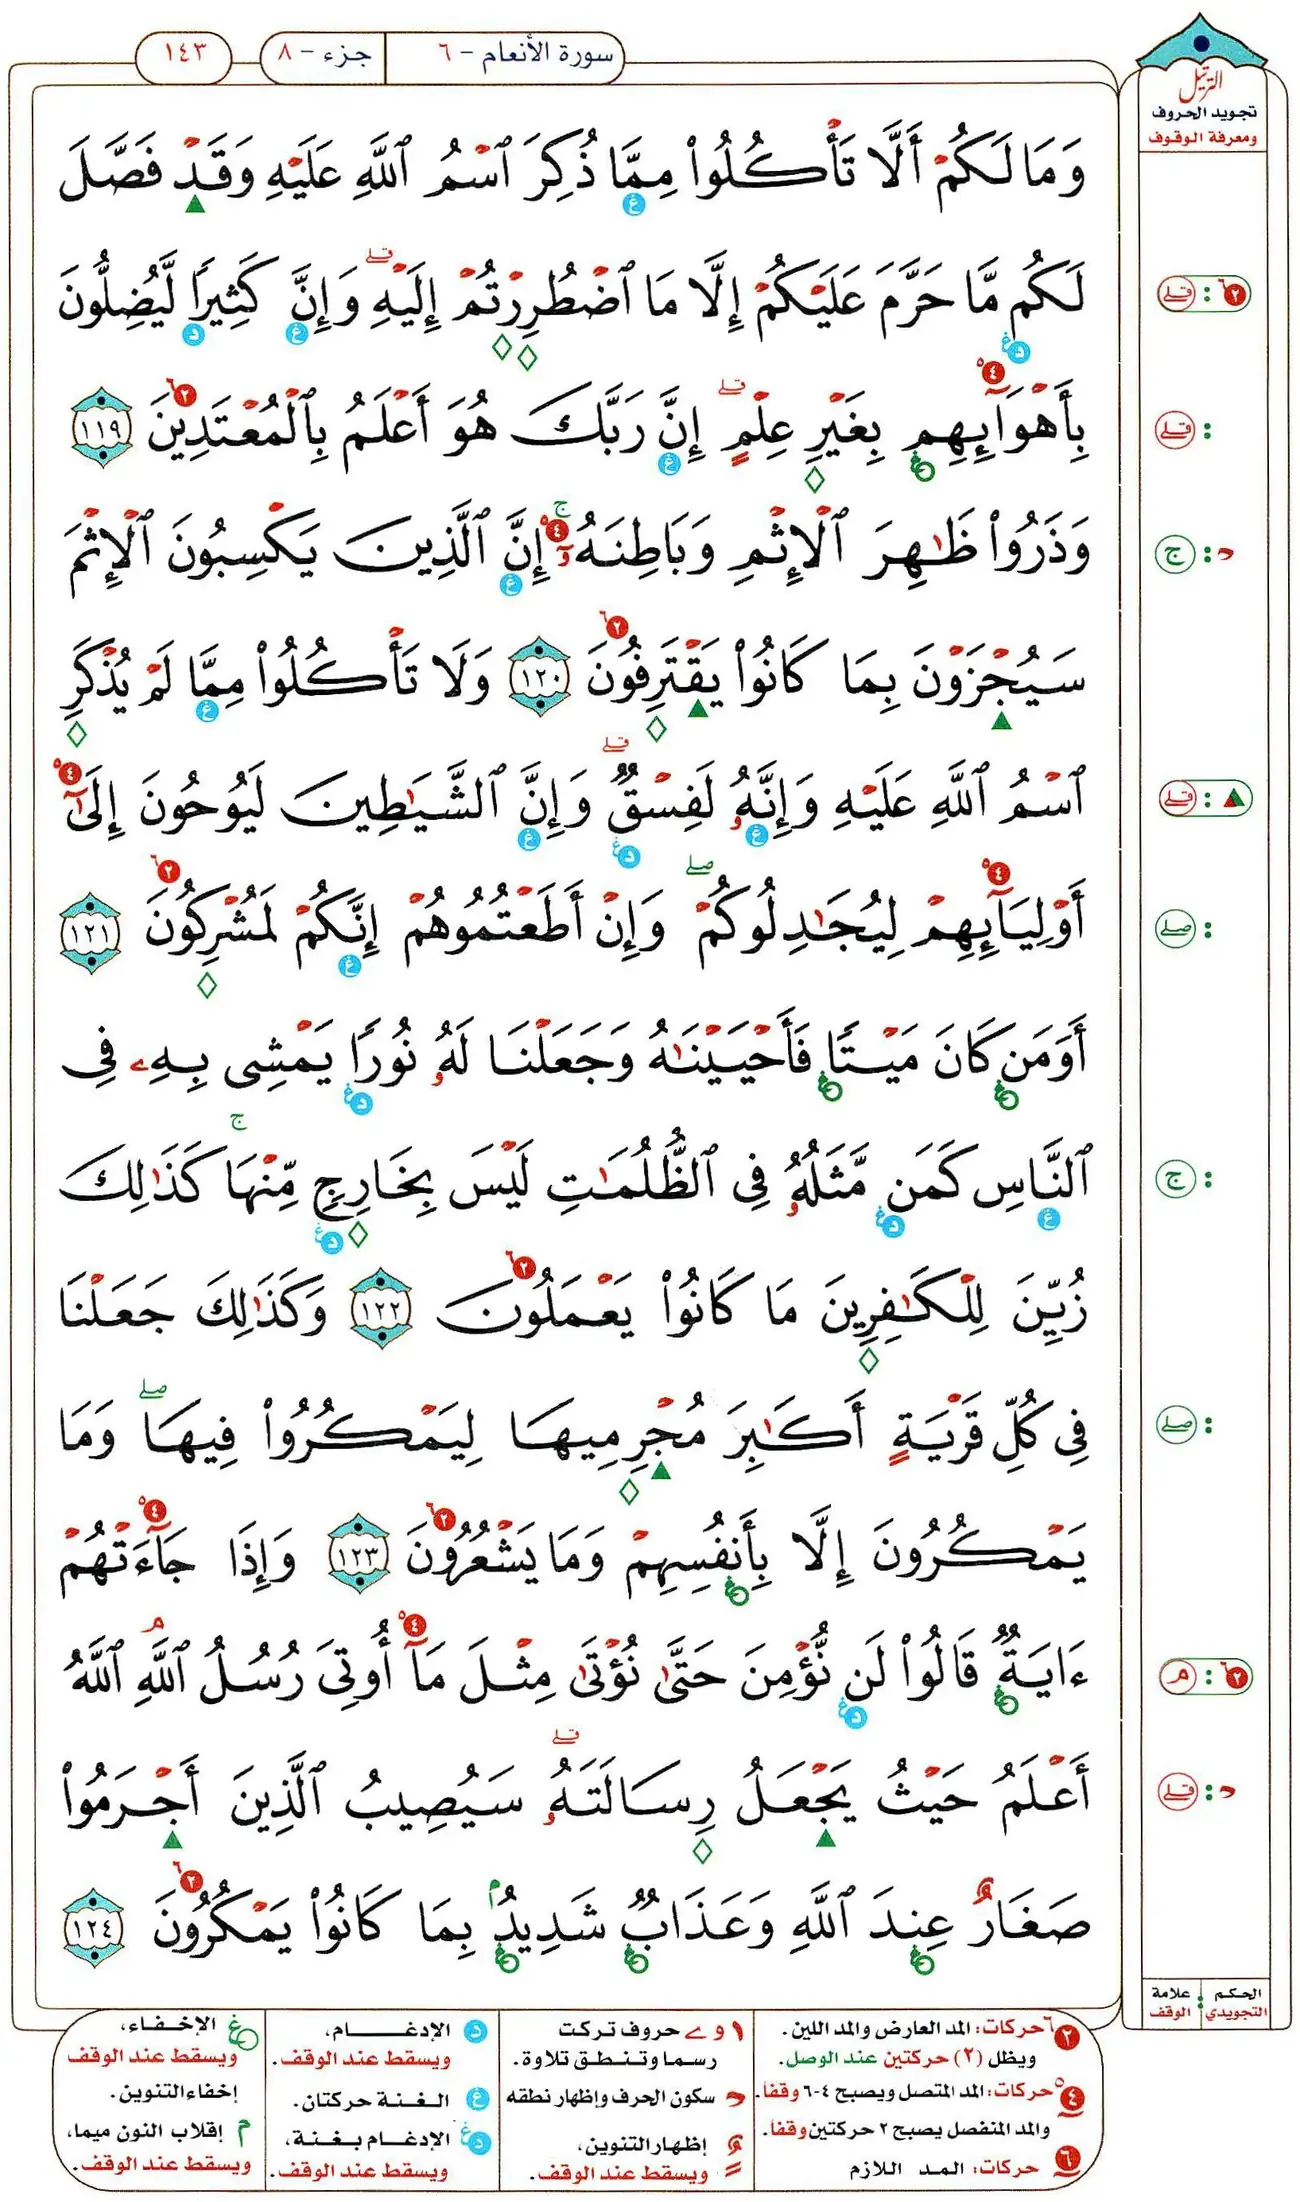 سورة الأنعام - ٦
جزء - ٨
١٤٣
الترتيل
تجويد الحروف
ومعرفة الوقوف
وَمَا لَكُمْ أَلَّا تَأْكُلُوا۟ مِمَّا ذُكِرَ ٱسْمُ ٱللَّهِ عَلَيْهِ وَقَدْ فَصَّلَ
لَكُم مَّا حَرَّمَ عَلَيْكُمْ إِلَّا مَا ٱضْطُرِرْتُمْ إِلَيْهِ ۗ وَإِنَّ كَثِيرًا لَّيُضِلُّونَ
بِأَهْوَآئِهِم بِغَيْرِ عِلْمٍ ۗ إِنَّ رَبَّكَ هُوَ أَعْلَمُ بِٱلْمُعْتَدِينَ ١١٩
وَذَرُوا۟ ظَٰهِرَ ٱلْإِثْمِ وَبَاطِنَهُۥٓ ۚ إِنَّ ٱلَّذِينَ يَكْسِبُونَ ٱلْإِثْمَ
سَيُجْزَوْنَ بِمَا كَانُوا۟ يَقْتَرِفُونَ ١٢٠ وَلَا تَأْكُلُوا۟ مِمَّا لَمْ يُذْكَرِ
ٱسْمُ ٱللَّهِ عَلَيْهِ وَإِنَّهُۥ لَفِسْقٌ ۗ وَإِنَّ ٱلشَّيَٰطِينَ لَيُوحُونَ إِلَىٰٓ
أَوْلِيَآئِهِمْ لِيُجَٰدِلُوكُمْ ۖ وَإِنْ أَطَعْتُمُوهُمْ إِنَّكُمْ لَمُشْرِكُونَ ١٢١
أَوَمَن كَانَ مَيْتًا فَأَحْيَيْنَٰهُ وَجَعَلْنَا لَهُۥ نُورًا يَمْشِى بِهِۦ فِى
ٱلنَّاسِ كَمَن مَّثَلُهُۥ فِى ٱلظُّلُمَٰتِ لَيْسَ بِخَارِجٍ مِّنْهَا ۚ كَذَٰلِكَ
زُيِّنَ لِلْكَٰفِرِينَ مَا كَانُوا۟ يَعْمَلُونَ ١٢٢ وَكَذَٰلِكَ جَعَلْنَا
فِى كُلِّ قَرْيَةٍ أَكَٰبِرَ مُجْرِمِيهَا لِيَمْكُرُوا۟ فِيهَا ۖ وَمَا
يَمْكُرُونَ إِلَّا بِأَنفُسِهِمْ وَمَا يَشْعُرُونَ ١٢٣ وَإِذَا جَآءَتْهُمْ
ءَايَةٌ قَالُوا۟ لَن نُّؤْمِنَ حَتَّىٰ نُؤْتَىٰ مِثْلَ مَآ أُوتِىَ رُسُلُ ٱللَّهِ ۘ ٱللَّهُ
أَعْلَمُ حَيْثُ يَجْعَلُ رِسَالَتَهُۥ ۗ سَيُصِيبُ ٱلَّذِينَ أَجْرَمُوا۟
صَغَارٌ عِندَ ٱللَّهِ وَعَذَابٌ شَدِيدٌۢ بِمَا كَانُوا۟ يَمْكُرُونَ ١٢٤
الحكم التجويدي : علامة الوقف
٢ ٦ حركات: المد العارض والمد اللين.
ويظل (٢) حركتين عند الوصل.
٤ ٥ حركات: المد المتصل ويصبح ٤-٦ وقفاً.
والمد المنفصل يصبح ٢ حركتين وقفاً.
٦ حركات: المد اللازم
ا و ے حروف تركت
رسما وتنطق تلاوة.
سكون الحرف وإظهار نطقه
إظهار التنوين،
ويسقط عند الوقف.
د الإدغـام،
ويسقط عند الوقف.
غ الغنة حركتان.
د غ الإدغام بغنة،
ويسقط عند الوقف.
غ الإخفاء،
ويسقط عند الوقف
إخفاء التنوين.
م إقلاب النون ميما،
ويسقط عند الوقف.